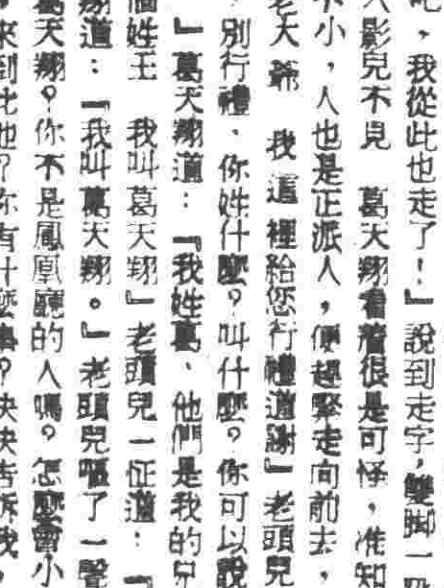 吧，我從此也走了！」說到走字，雙脚一
人影兒不見　葛天翔看着很是可怪，准知
不小，人也是正派人，便趕緊走向前去，
老大爺　我這裡給您行禮道謝」老頭兒
，別行禮、你姓什麼？叫什麼？你可以說
」葛天翔道：「我姓葛、他們是我的兄
個姓王　我叫葛天翔」老頭兒一怔道：「
翔道：「我叫葛天翔。」老頭兒嘔了一聲
葛天翔？你不是鳳凰廳的人嗎？怎麼會小
來到此也？你有什麼事？快快告訴我，